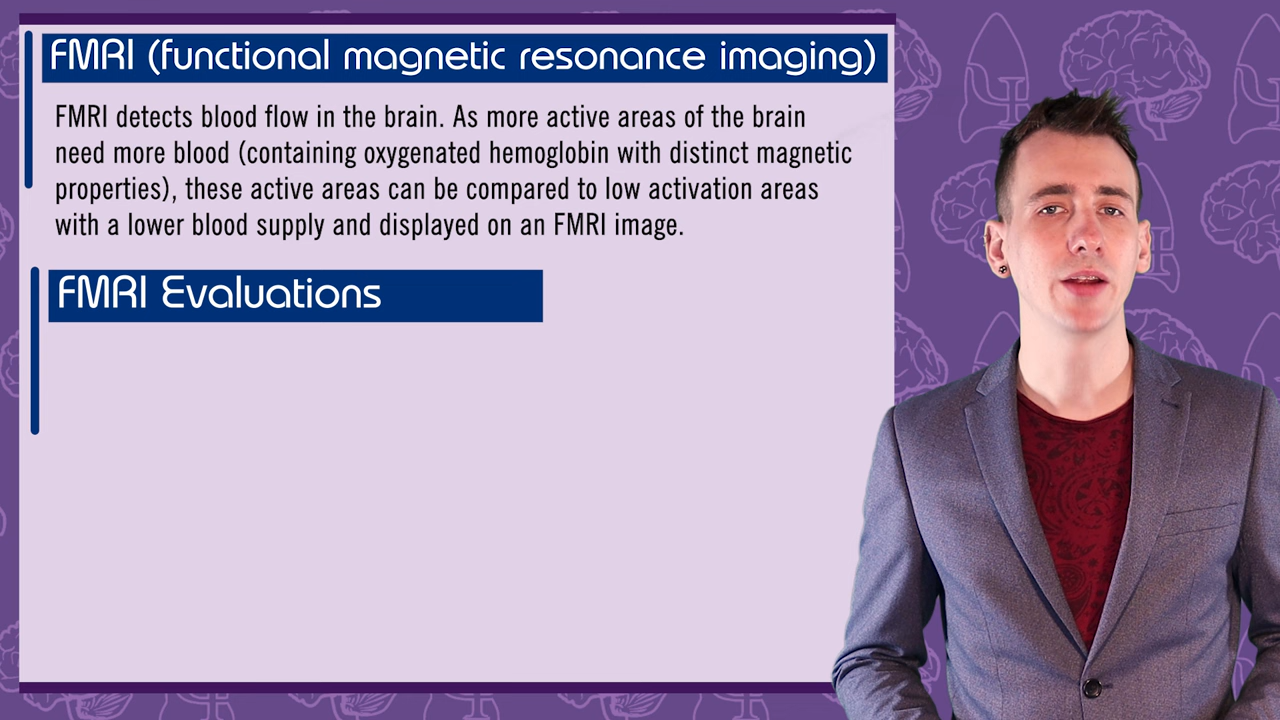 FMRI (functional magnetic resonance imaging)
FMRI detects blood flow in the brain. As more active areas of the brain
need more blood (containing oxygenated hemoglobin with distinct magnetic
properties), these active areas can be compared to low activation areas
with a lower blood supply and displayed on an FMRI image.
FMRI Evaluations